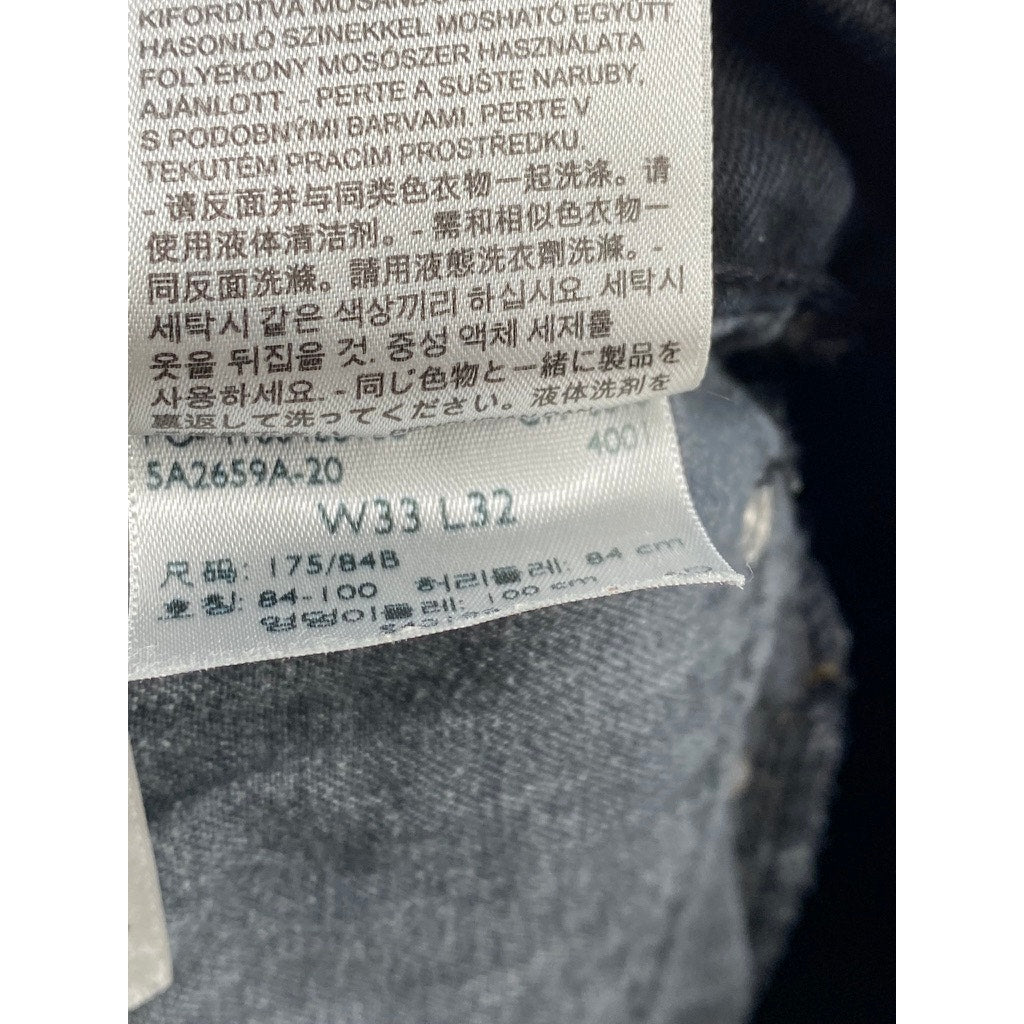 KIFORDÍTVA
HASONLÓ SZINEKKEL MOSHATÓ EGYÜTT.
FOLYÉKONY MOSÓSZER HASZNÁLATA
AJÁNLOTT. - PERTE A SUŠTE NARUBY,
S PODOBNÝMI BARVAMI. PERTE V
TEKUTÉM PRACÍM PROSTŘEDKU.
- 请反面并与同类色衣物一起洗涤。请
使用液体清洁剂。- 需和相似色衣物一
同反面洗滌。請用液態洗衣劑洗滌。-
세탁시 같은 색상끼리 하십시요. 세탁시
옷을 뒤집을 것. 중성 액체 세제를
사용하세요. - 同じ色物と一緒に製品を
裏返して洗ってください。液体洗剤を
4001
5A2659A-20
W33 L32
尺码: 175/84B
호칭: 84-100 허리둘레: 84 cm
엉덩이둘레: 100 cm